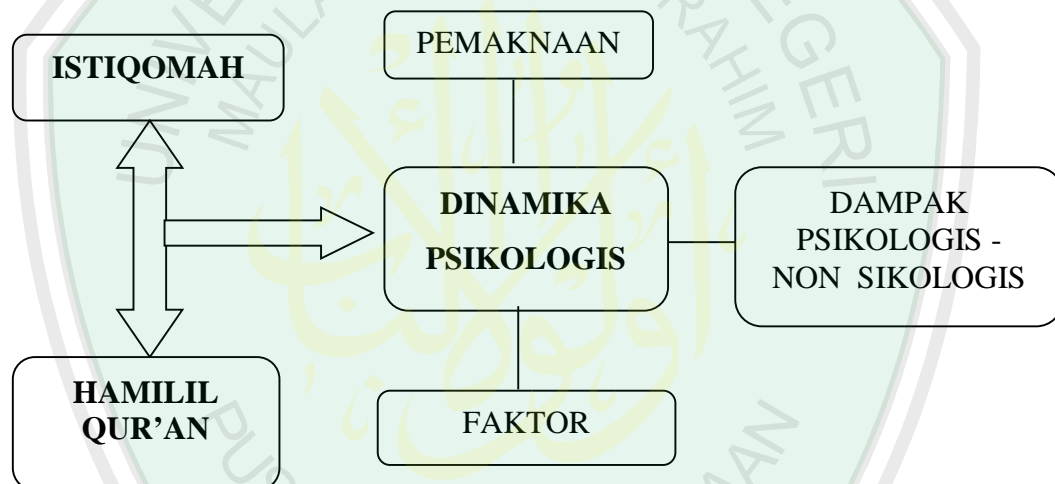 ISTIQOMAH
PEMAKNAAN
DINAMIKA
PSIKOLOGIS
DAMPAK
PSIKOLOGIS -
NON SIKOLOGIS
HAMILIL
QUR’AN
FAKTOR